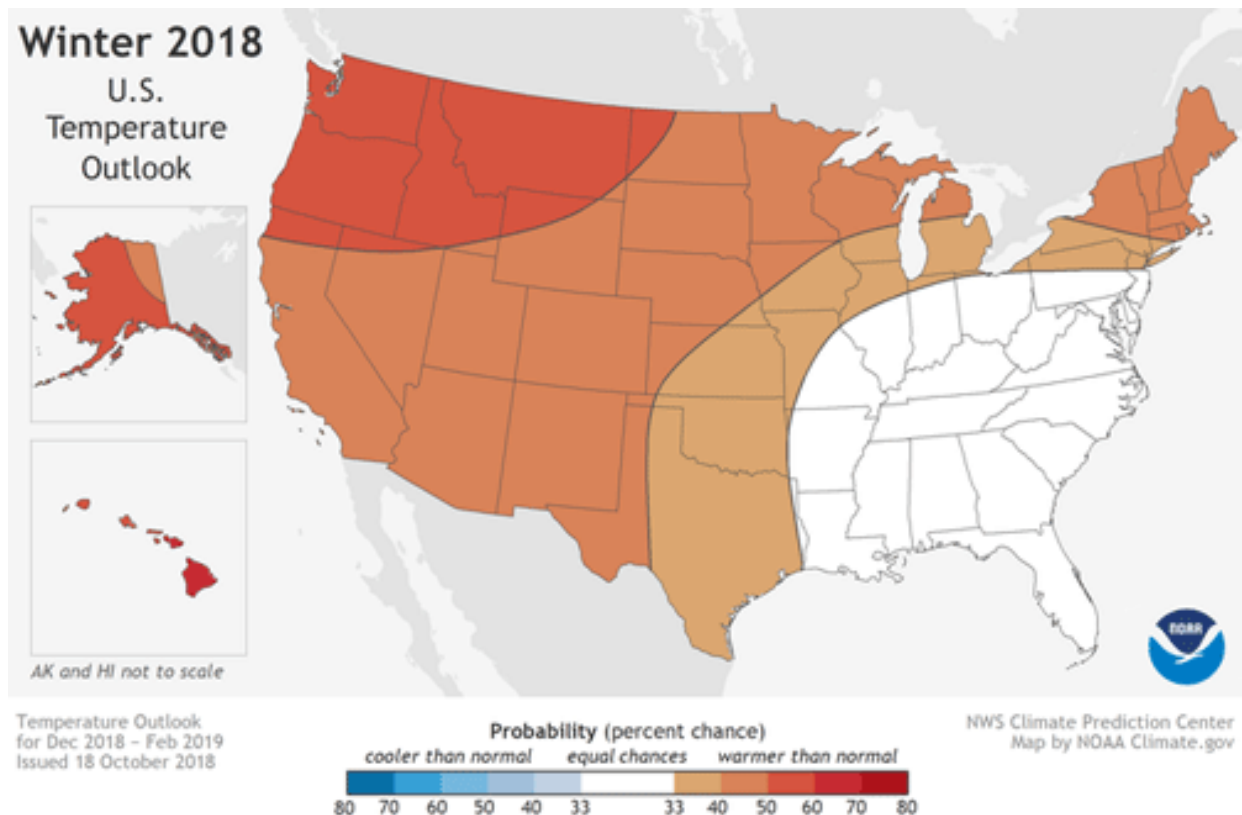 Winter 2018
U.S.
Temperature
Outlook
AK and HI not to scale
NOAA
Temperature Outlook
for Dec 2018 – Feb 2019
Issued 18 October 2018
Probability (percent chance)
cooler than normal equal chances warmer than normal
80 70 60 50 40 33 33 40 50 60 70 80
NWS Climate Prediction Center
Map by NOAA Climate.gov